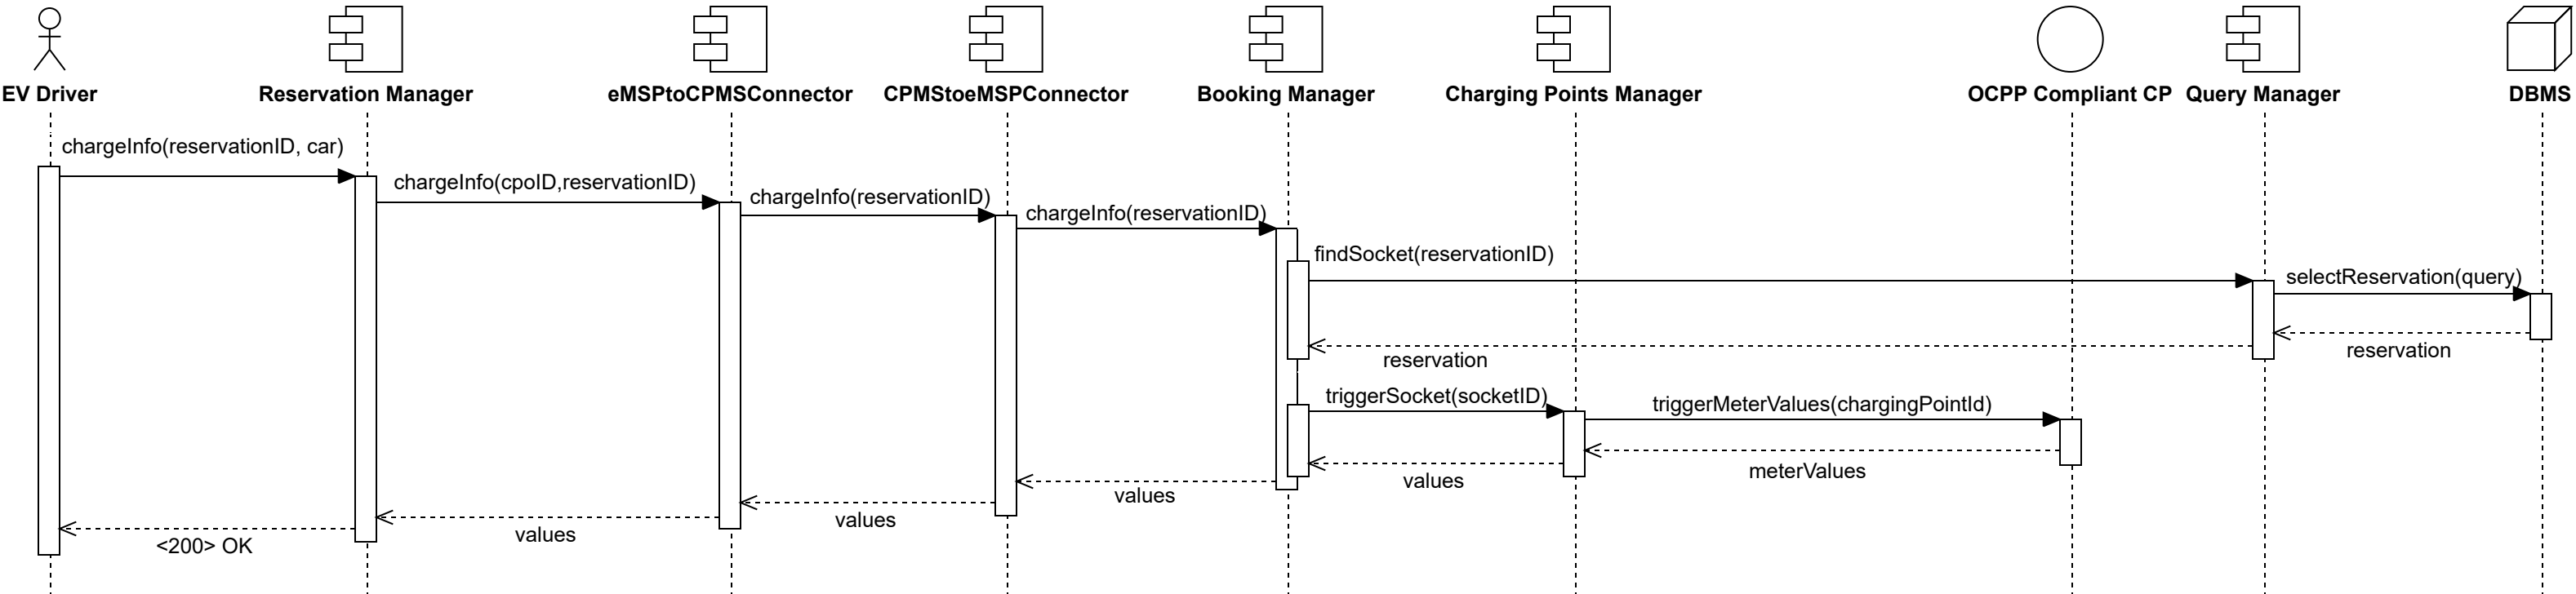 EV Driver
Reservation Manager
eMSPtoCPMSConnector
CPMStoeMSPConnector
Booking Manager
Charging Points Manager
OCPP Compliant CP
Query Manager
DBMS
chargeInfo(reservationID, car)
chargeInfo(cpoID,reservationID)
chargeInfo(reservationID)
chargeInfo(reservationID)
findSocket(reservationID)
selectReservation(query)
reservation
reservation
triggerSocket(socketID)
triggerMeterValues(chargingPointId)
meterValues
values
values
values
values
<200> OK